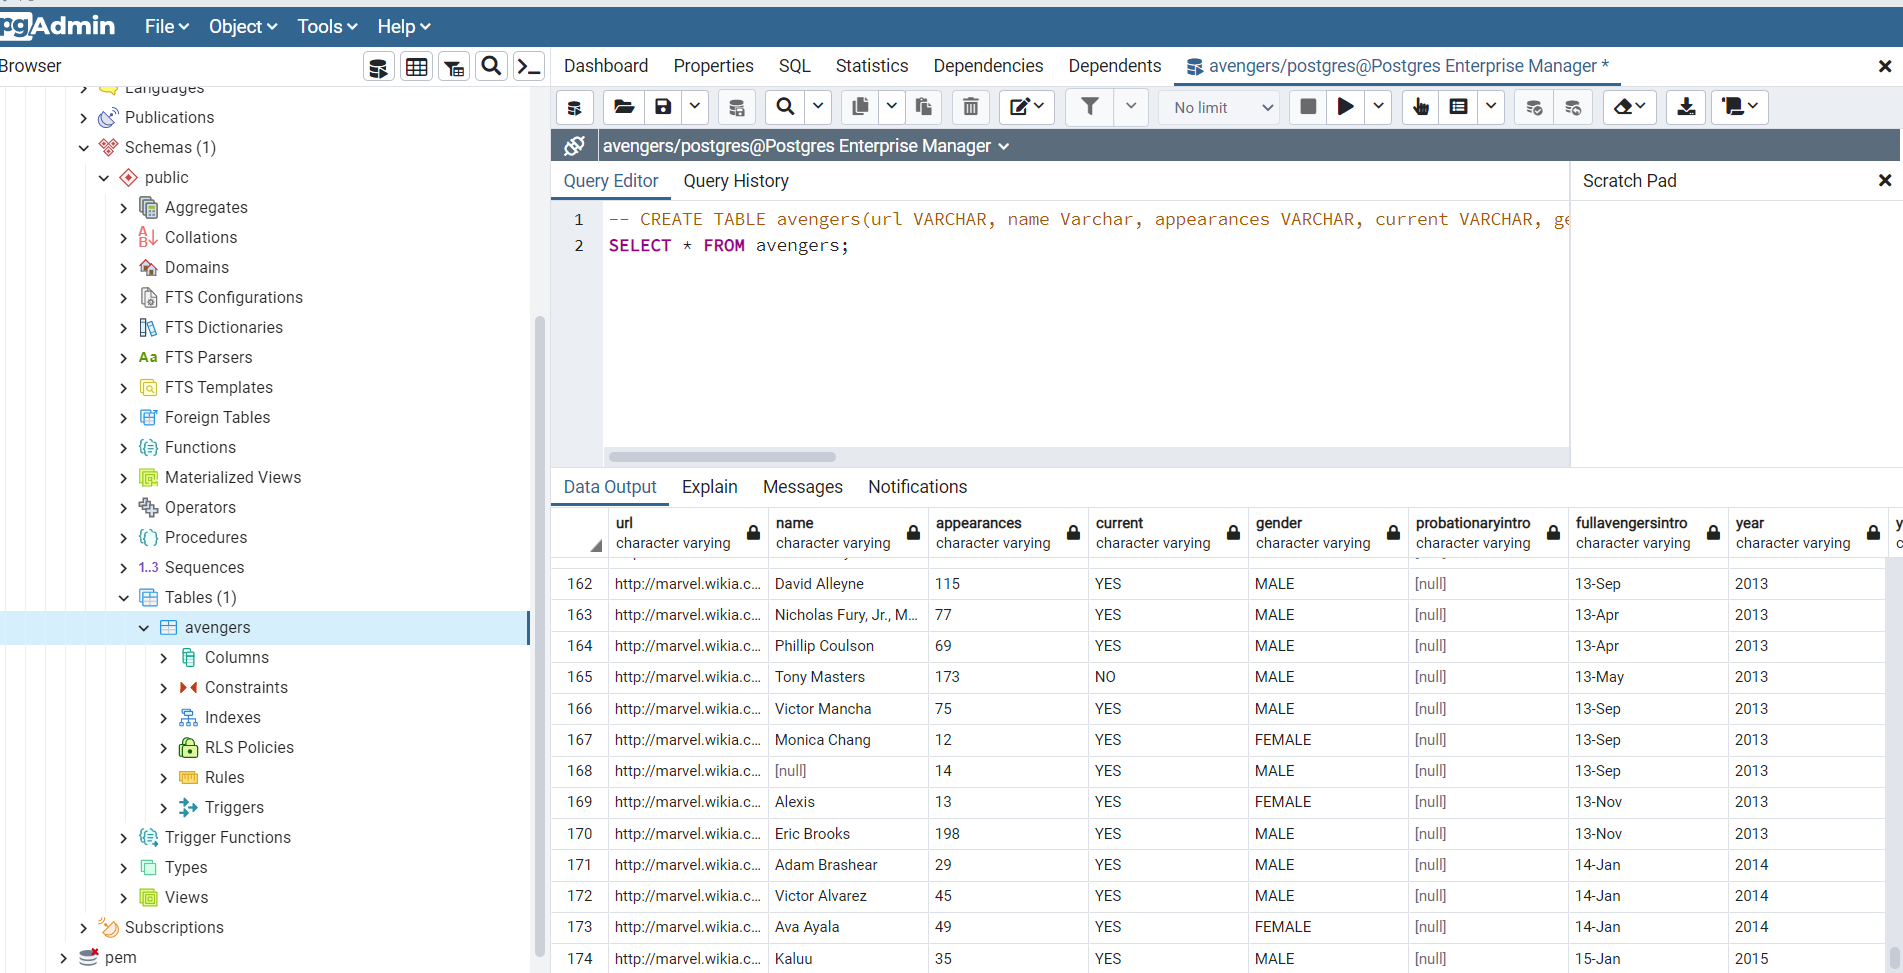 pgAdmin File Object Tools Help
Browser
Languages
Publications
Schemas (1)
public
Aggregates
Collations
Domains
FTS Configurations
FTS Dictionaries
Aa FTS Parsers
FTS Templates
Foreign Tables
Functions
Materialized Views
Operators
Procedures
1..3 Sequences
Tables (1)
avengers
Columns
Constraints
Indexes
RLS Policies
Rules
Triggers
Trigger Functions
Types
Views
Subscriptions
pem
Dashboard Properties SQL Statistics Dependencies Dependents avengers/postgres@Postgres Enterprise Manager *
No limit
avengers/postgres@Postgres Enterprise Manager
Query Editor Query History
Scratch Pad
1 -- CREATE TABLE avengers(url VARCHAR, name Varchar, appearances VARCHAR, current VARCHAR, ge
2 SELECT * FROM avengers;
Data Output Explain Messages Notifications
url name appearances current gender probationaryintro fullavengersintro year y
character varying character varying character varying character varying character varying character varying character varying character varying c
162 http://marvel.wikia.c... David Alleyne 115 YES MALE [null] 13-Sep 2013
163 http://marvel.wikia.c... Nicholas Fury, Jr., M... 77 YES MALE [null] 13-Apr 2013
164 http://marvel.wikia.c... Phillip Coulson 69 YES MALE [null] 13-Apr 2013
165 http://marvel.wikia.c... Tony Masters 173 NO MALE [null] 13-May 2013
166 http://marvel.wikia.c... Victor Mancha 75 YES MALE [null] 13-Sep 2013
167 http://marvel.wikia.c... Monica Chang 12 YES FEMALE [null] 13-Sep 2013
168 http://marvel.wikia.c... [null] 14 YES MALE [null] 13-Sep 2013
169 http://marvel.wikia.c... Alexis 13 YES FEMALE [null] 13-Nov 2013
170 http://marvel.wikia.c... Eric Brooks 198 YES MALE [null] 13-Nov 2013
171 http://marvel.wikia.c... Adam Brashear 29 YES MALE [null] 14-Jan 2014
172 http://marvel.wikia.c... Victor Alvarez 45 YES MALE [null] 14-Jan 2014
173 http://marvel.wikia.c... Ava Ayala 49 YES FEMALE [null] 14-Jan 2014
174 http://marvel.wikia.c... Kaluu 35 YES MALE [null] 15-Jan 2015